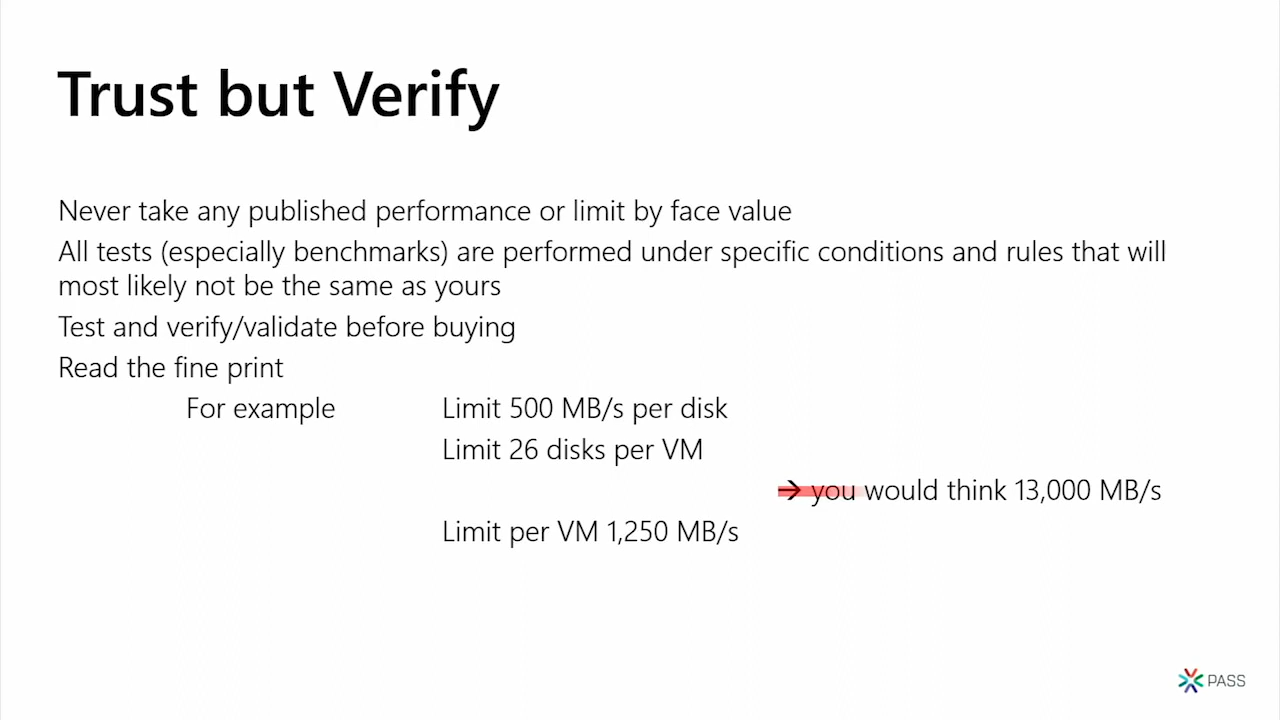 Trust but Verify
Never take any published performance or limit by face value
All tests (especially benchmarks) are performed under specific conditions and rules that will
most likely not be the same as yours
Test and verify/validate before buying
Read the fine print
For example Limit 500 MB/s per disk
Limit 26 disks per VM
→ you would think 13,000 MB/s
Limit per VM 1,250 MB/s
PASS